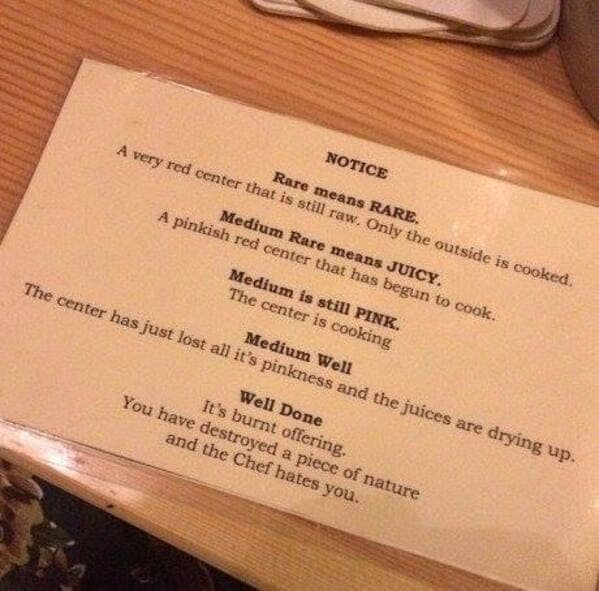 NOTICE
Rare means RARE.
A very red center that is still raw. Only the outside is cooked.
Medium Rare means JUICY.
A pinkish red center that has begun to cook.
Medium is still PINK.
The center is cooking
Medium Well
The center has just lost all it's pinkness and the juices are drying up.
Well Done
It's burnt offering.
You have destroyed a piece of nature
and the Chef hates you.